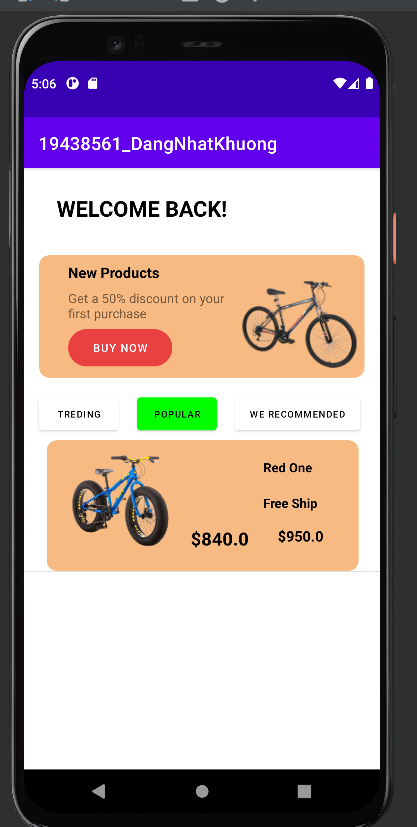 5:06
19438561_DangNhatKhuong
WELCOME BACK!
New Products
Get a 50% discount on your
first purchase
BUY NOW
TREDING
POPULAR
WE RECOMMENDED
Red One
Free Ship
$840.0
$950.0